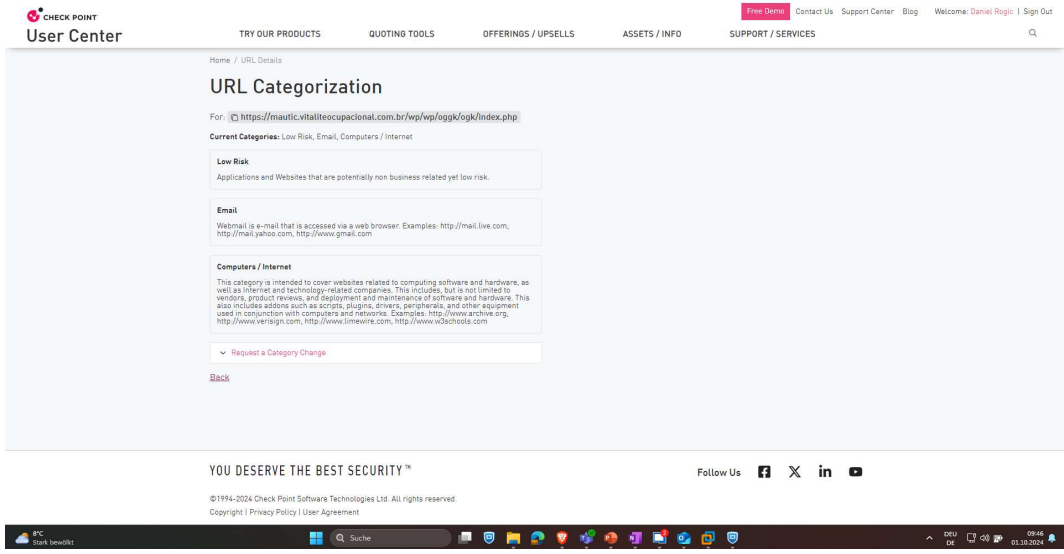 CHECK POINT
User Center
Free Demo Contact Us Support Center Blog Welcome: Daniel Rogic | Sign Out
TRY OUR PRODUCTS QUOTING TOOLS OFFERINGS / UPSELLS ASSETS / INFO SUPPORT / SERVICES
Home / URL Details
URL Categorization
For: https://mautic.vitaliteocupacional.com.br/wp/wp/oggk/ogk/index.php
Current Categories: Low Risk, Email, Computers / Internet
Low Risk
Applications and Websites that are potentially non business related yet low risk.
Email
Webmail is e-mail that is accessed via a web browser. Examples: http://mail.live.com,
http://mail.yahoo.com, http://www.gmail.com
Computers / Internet
This category is intended to cover websites related to computing software and hardware, as
well as Internet and technology-related companies. This includes, but is not limited to
vendors, product reviews, and deployment and maintenance of software and hardware. This
also includes addons such as scripts, plugins, drivers, peripherals, and other equipment
used in conjunction with computers and networks. Examples: http://www.archive.org,
http://www.verisign.com, http://www.limewire.com, http://www.w3schools.com
Request a Category Change
Back
YOU DESERVE THE BEST SECURITY™
Follow Us
©1994-2024 Check Point Software Technologies Ltd. All rights reserved.
Copyright | Privacy Policy | User Agreement
8°C
Stark bewölkt
Suche
DEU
DE
09:46
01.10.2024